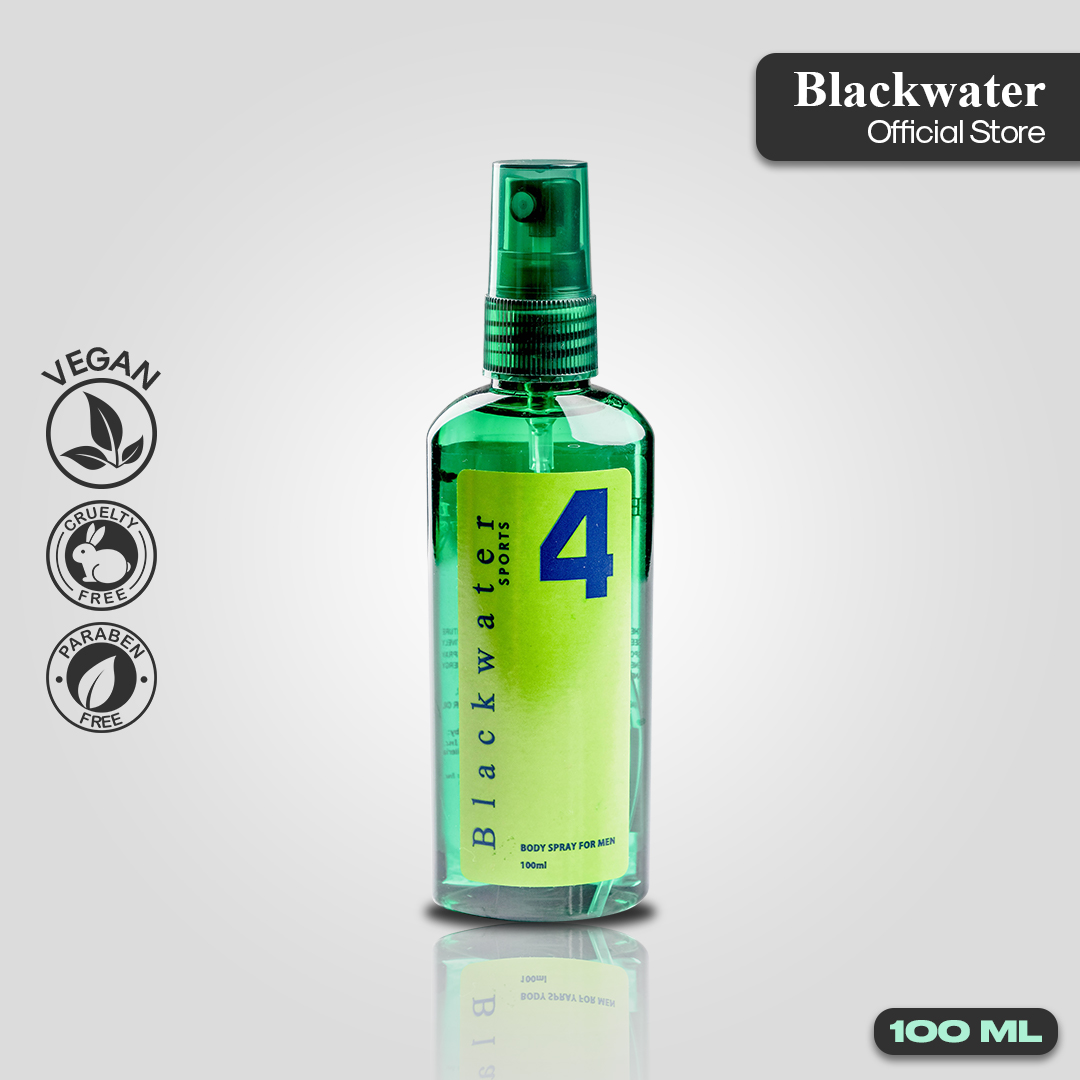 Blackwater
Official Store
VEGAN
CRUELTY
FREE
PARABEN
FREE
Blackwater
SPORTS
4
BODY SPRAY FOR MEN
100ml
100 ML